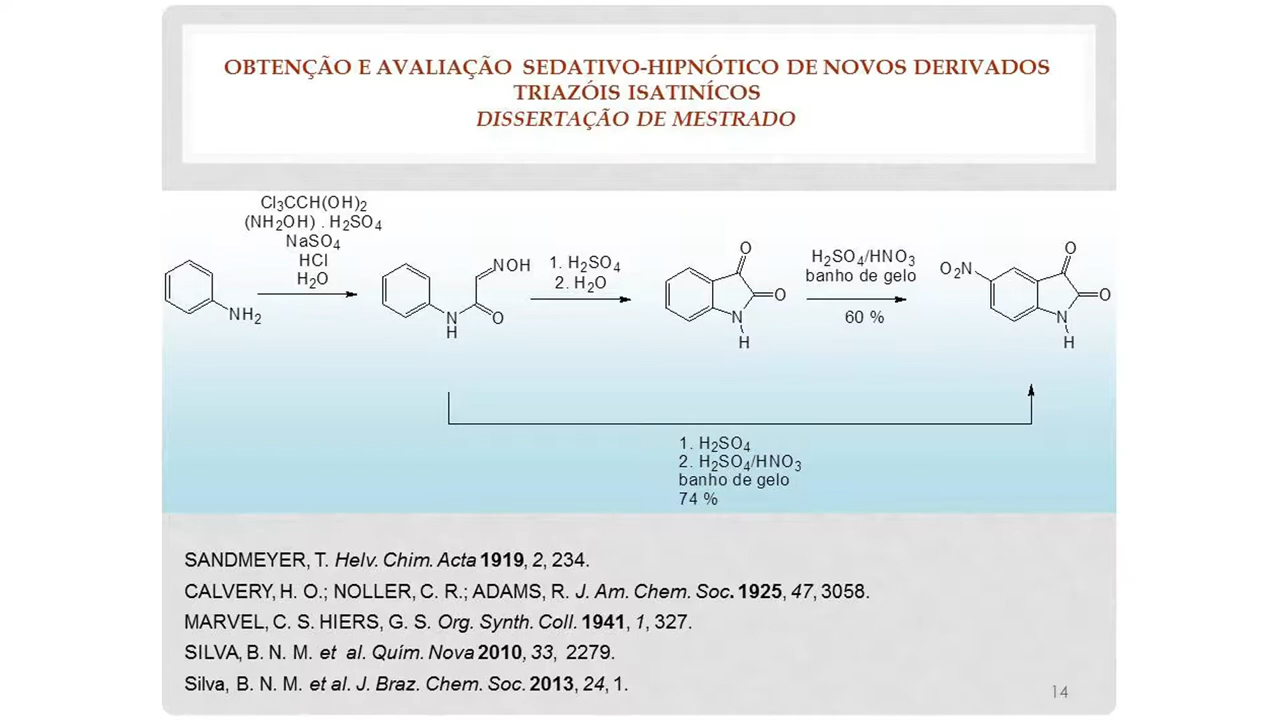 OBTENÇÃO E AVALIAÇÃO SEDATIVO-HIPNÓTICO DE NOVOS DERIVADOS
TRIAZÓIS ISATINÍCOS
DISSERTAÇÃO DE MESTRADO
Cl3CCH(OH)2
(NH2OH) . H2SO4
NaSO4
HCl
H2O
NH2
NOH
N
H
O
1. H2SO4
2. H2O
O
O
N
H
H2SO4/HNO3
banho de gelo
60 %
O2N
O
O
N
H
1. H2SO4
2. H2SO4/HNO3
banho de gelo
74 %
SANDMEYER, T. Helv. Chim. Acta 1919, 2, 234.
CALVERY, H. O.; NOLLER, C. R.; ADAMS, R. J. Am. Chem. Soc. 1925, 47, 3058.
MARVEL, C. S. HIERS, G. S. Org. Synth. Coll. 1941, 1, 327.
SILVA, B. N. M. et al. Quím. Nova 2010, 33, 2279.
Silva, B. N. M. et al. J. Braz. Chem. Soc. 2013, 24, 1.
14